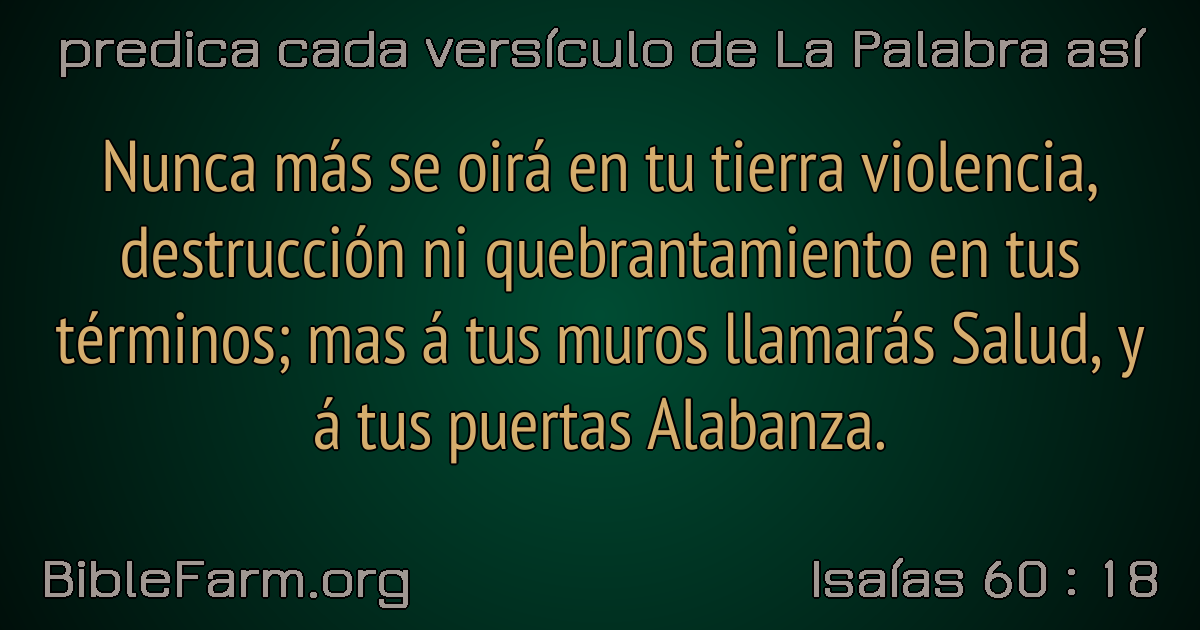 predica cada versículo de La Palabra así
Nunca más se oirá en tu tierra violencia,
destrucción ni quebrantamiento en tus
términos; mas á tus muros llamarás Salud, y
á tus puertas Alabanza.
BibleFarm.org
Isaías 60 : 18